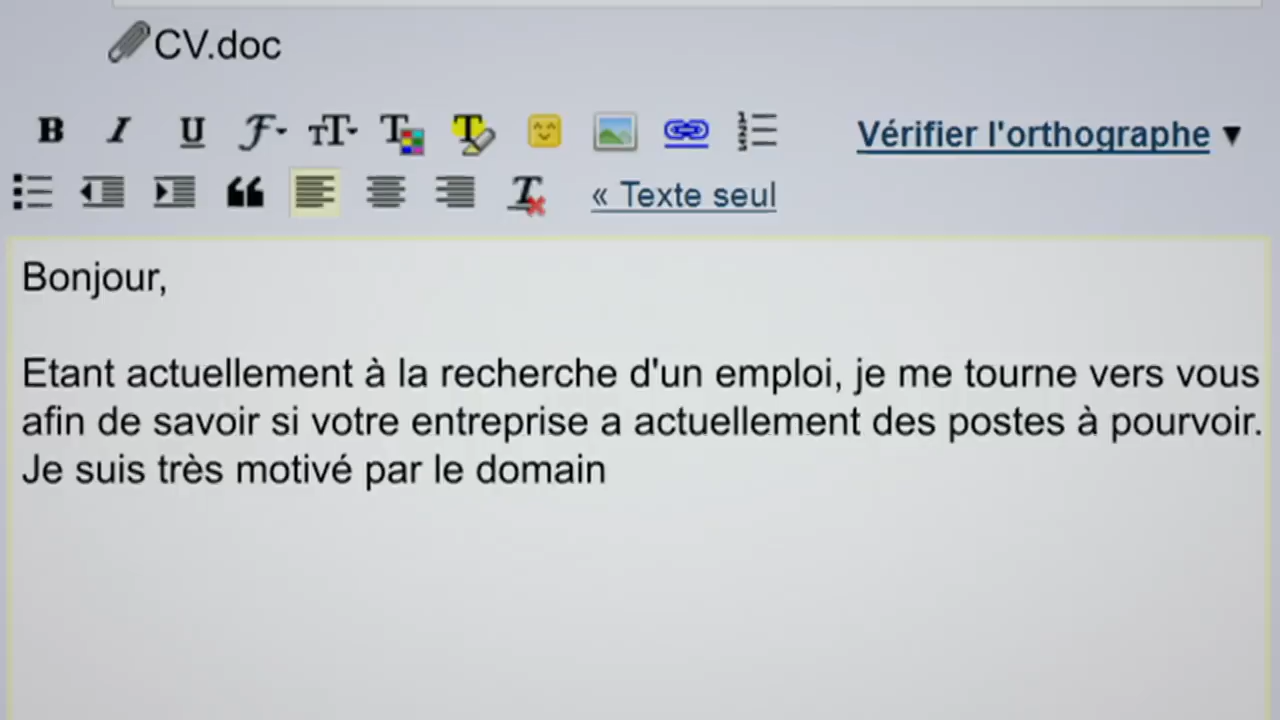 CV.doc
B I U F TT T T
Vérifier l'orthographe
« Texte seul
Bonjour,
Etant actuellement à la recherche d'un emploi, je me tourne vers vous
afin de savoir si votre entreprise a actuellement des postes à pourvoir.
Je suis très motivé par le domain